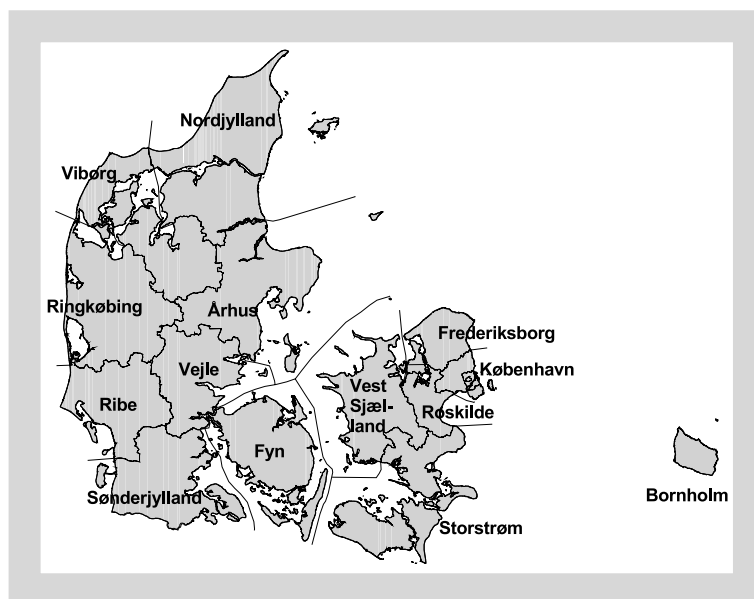 Nordjylland
Viborg
Ringkøbing
Århus
Frederiksborg
København
Vejle
Vest
Sjæl-
land
Roskilde
Ribe
Fyn
Sønderjylland
Bornholm
Storstrøm